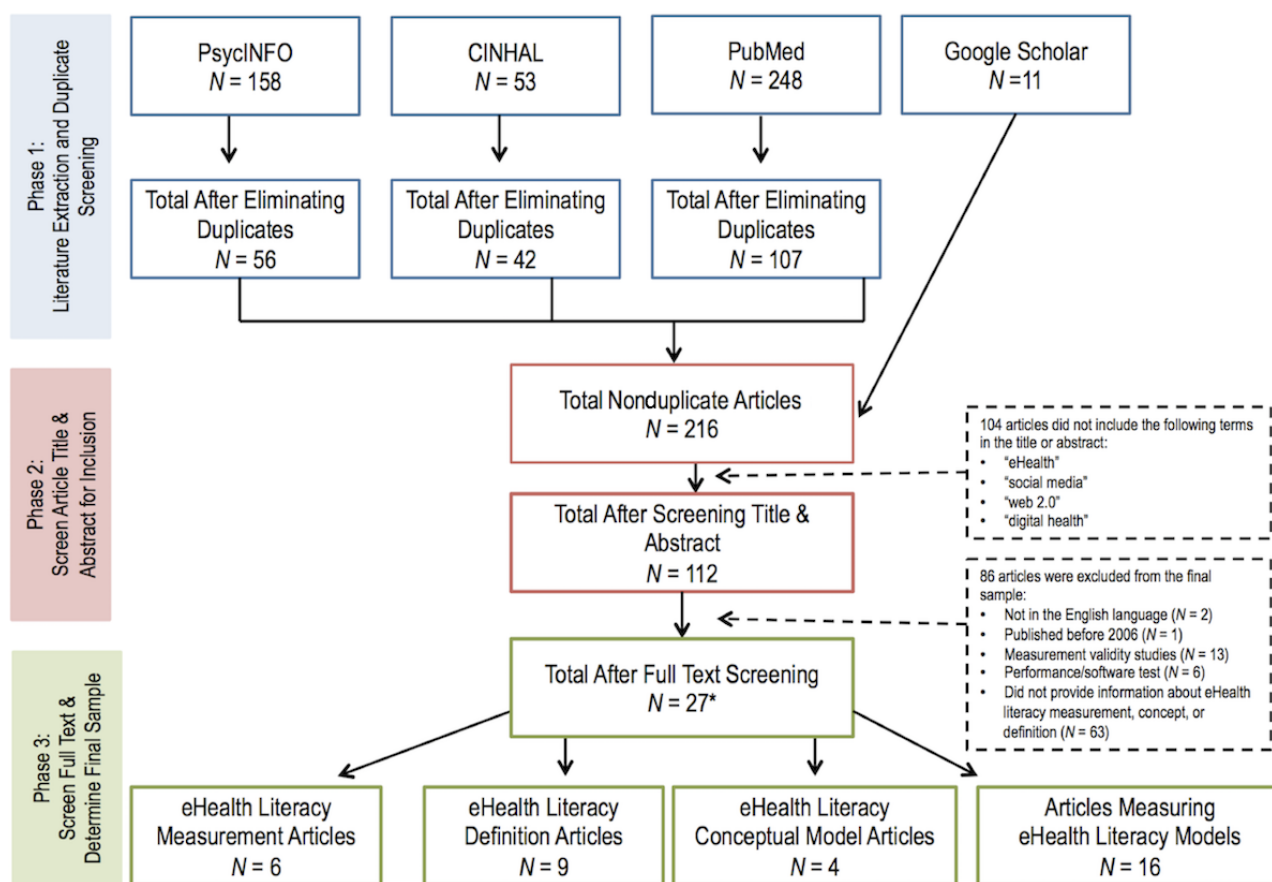 Phase 1:
Literature Extraction and Duplicate
Screening
PsycINFO
N = 158
CINHAL
N = 53
PubMed
N = 248
Google Scholar
N =11
Total After Eliminating
Duplicates
N = 56
Total After Eliminating
Duplicates
N = 42
Total After Eliminating
Duplicates
N = 107
Phase 2:
Screen Article Title &
Abstract for Inclusion
Total Nonduplicate Articles
N = 216
104 articles did not include the following terms
in the title or abstract:
• “eHealth”
• “social media”
• “web 2.0”
• “digital health”
Total After Screening Title &
Abstract
N = 112
86 articles were excluded from the final
sample:
• Not in the English language (N = 2)
• Published before 2006 (N = 1)
• Measurement validity studies (N = 13)
• Performance/software test (N = 6)
• Did not provide information about eHealth
literacy measurement, concept, or
definition (N = 63)
Phase 3:
Screen Full Text &
Determine Final Sample
Total After Full Text Screening
N = 27*
eHealth Literacy
Measurement Articles
N = 6
eHealth Literacy
Definition Articles
N = 9
eHealth Literacy
Conceptual Model Articles
N = 4
Articles Measuring
eHealth Literacy Models
N = 16